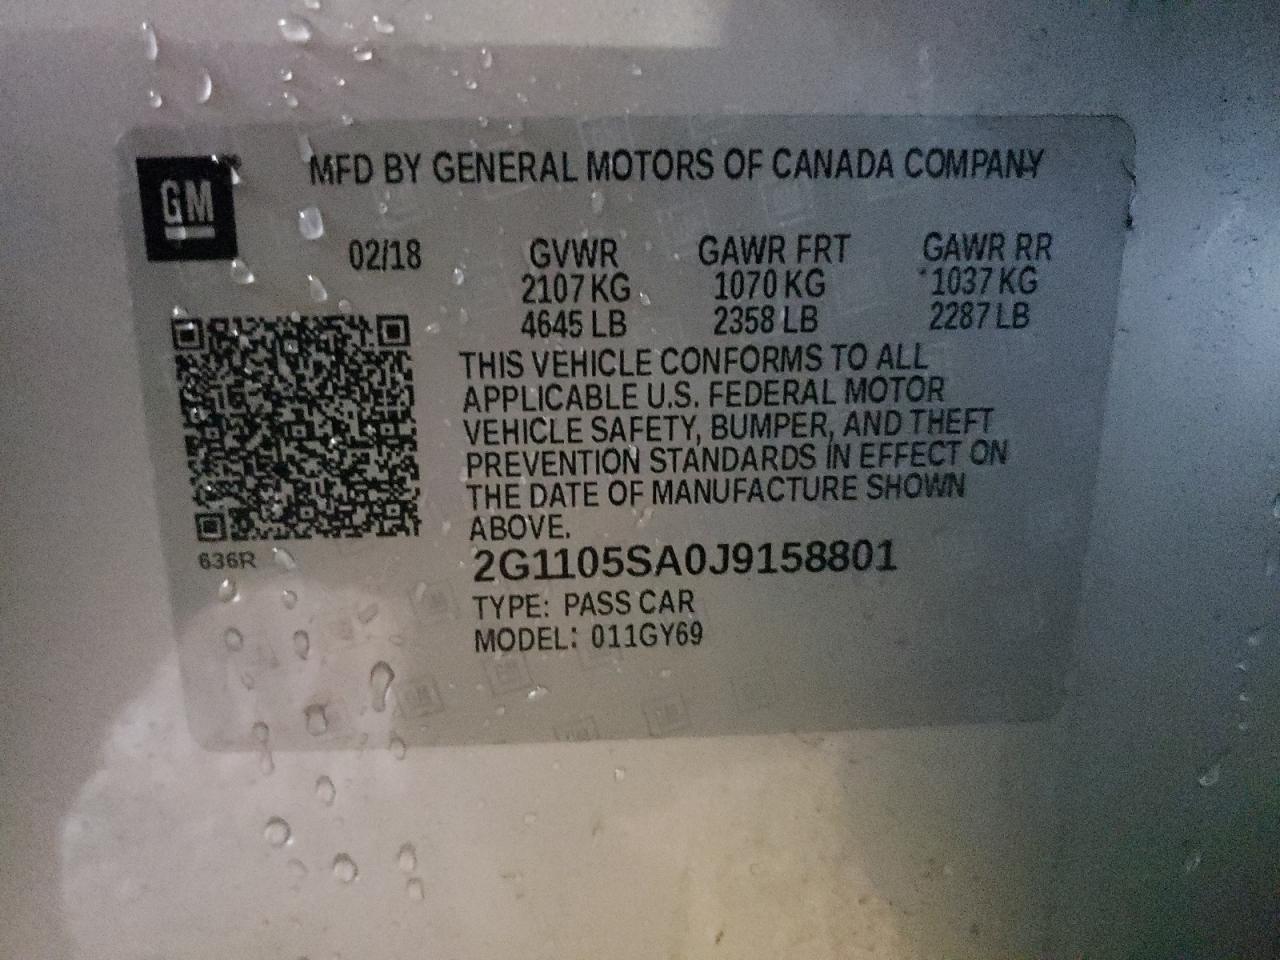 GM
MFD BY GENERAL MOTORS OF CANADA COMPANY
02/18 GVWR GAWR FRT GAWR RR
2107 KG 1070 KG 1037 KG
4645 LB 2358 LB 2287 LB
THIS VEHICLE CONFORMS TO ALL
APPLICABLE U.S. FEDERAL MOTOR
VEHICLE SAFETY, BUMPER, AND THEFT
PREVENTION STANDARDS IN EFFECT ON
THE DATE OF MANUFACTURE SHOWN
ABOVE.
636R
2G1105SA0J9158801
TYPE: PASS CAR
MODEL: 011GY69